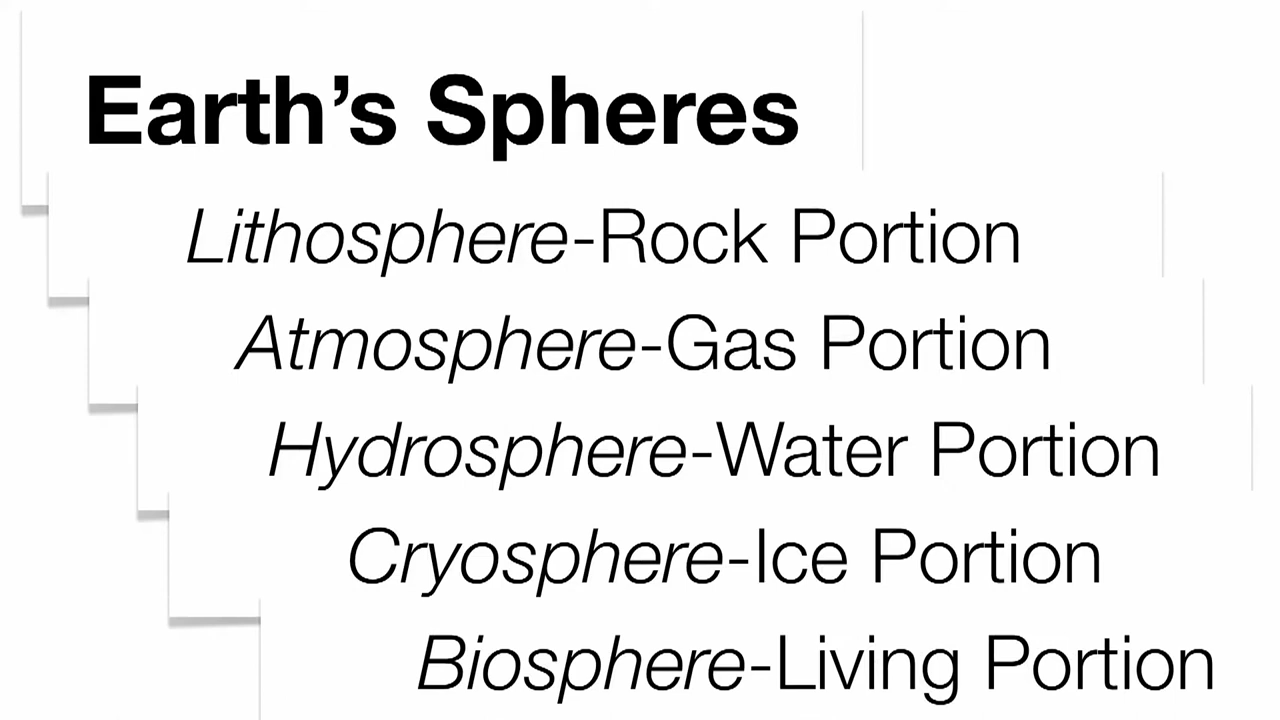 Earth’s Spheres
Lithosphere-Rock Portion
Atmosphere-Gas Portion
Hydrosphere-Water Portion
Cryosphere-Ice Portion
Biosphere-Living Portion